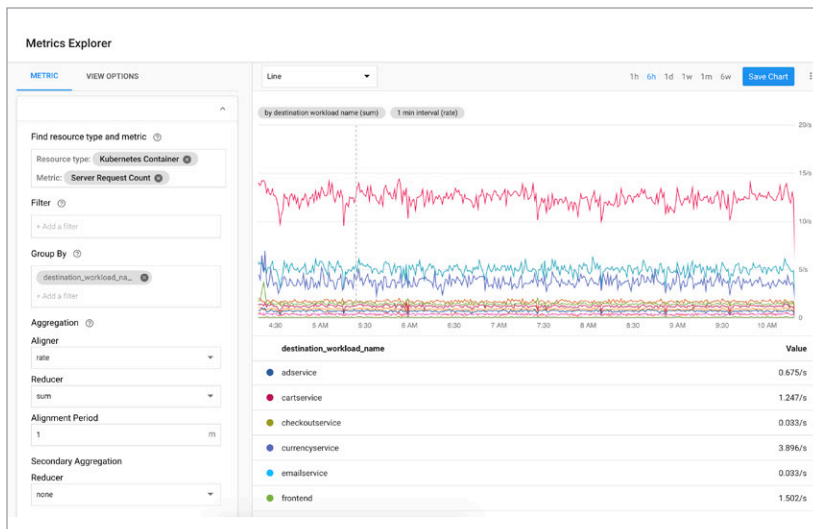 Metrics Explorer
METRIC VIEW OPTIONS
Find resource type and metric
Resource type: Kubernetes Container
Metric: Server Request Count
Filter
+ Add a filter
Group By
destination_workload_na_
+ Add a filter
Aggregation
Aligner
rate
Reducer
sum
Alignment Period
1 m
Secondary Aggregation
Reducer
none
Line 1h 6h 1d 1w 1m 6w Save Chart
by destination workload name (sum) 1 min interval (rate)
20/s
15/s
10/s
5/s
0
4:30 5 AM 5:30 6 AM 6:30 7 AM 7:30 8 AM 8:30 9 AM 9:30 10 AM
destination_workload_name Value
adservice 0.675/s
cartservice 1.247/s
checkoutservice 0.033/s
currencyservice 3.896/s
emailservice 0.033/s
frontend 1.502/s